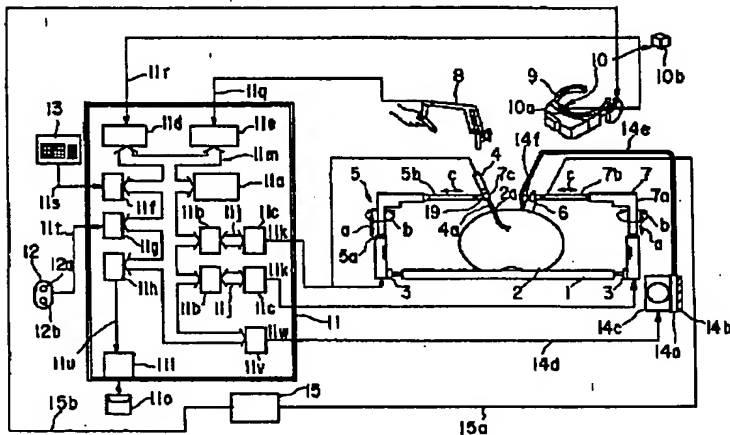 11r
11q
8
9
10
10a
10b
13
11d
11e
11m
14f
14e
4
7c
2a
7b
7
7a
5
5b
c
c
11s
11f
11a
19
4a
6
a
b
b
a
5a
11t
11g
11b
11j
11c
11k
12
12a
12b
11h
11b
11j
11c
11k
3
2
1
3
11
14c
14b
14a
11u
11w
11v
14d
11i
11o
15
15b
15a